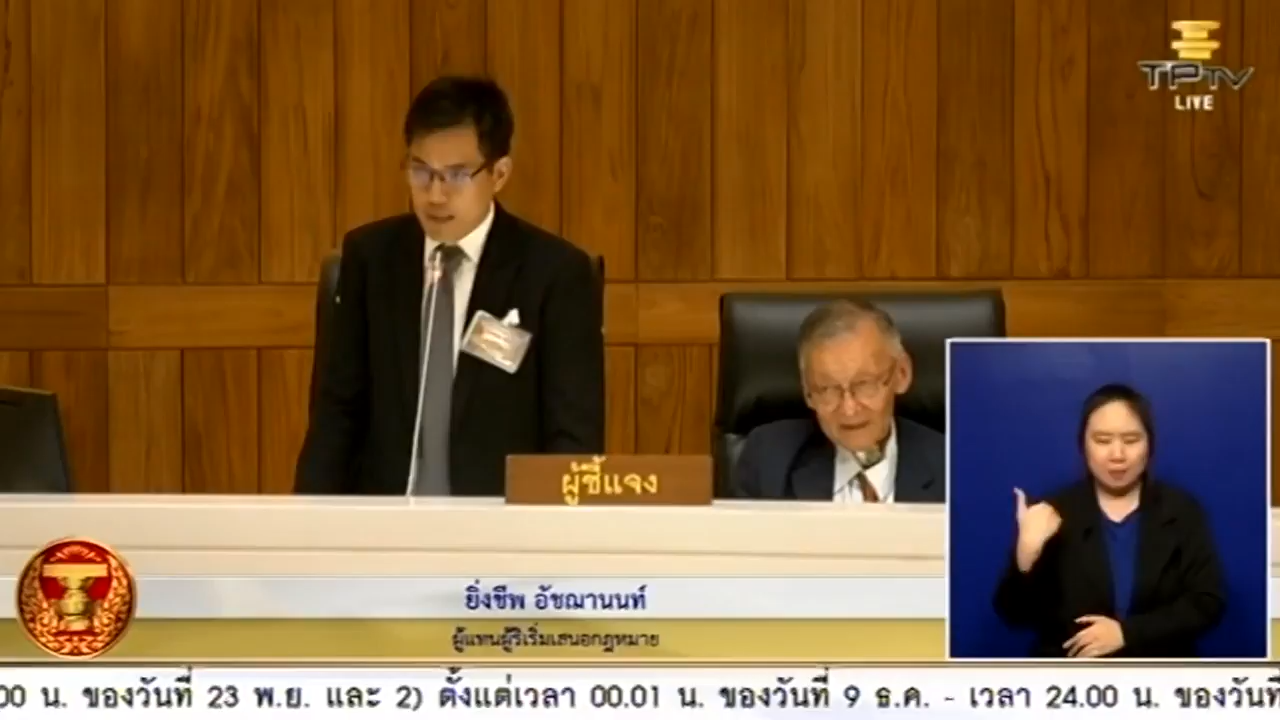 TPTV
LIVE
ผู้ชี้แจง
ยิ่งชีพ อัชฌานนท์
ผู้แทนผู้ริเริ่มเสนอกฎหมาย
00 น. ของวันที่ 23 พ.ย. และ 2) ตั้งแต่เวลา 00.01 น. ของวันที่ 9 ธ.ค. - เวลา 24.00 น. ของวันที่